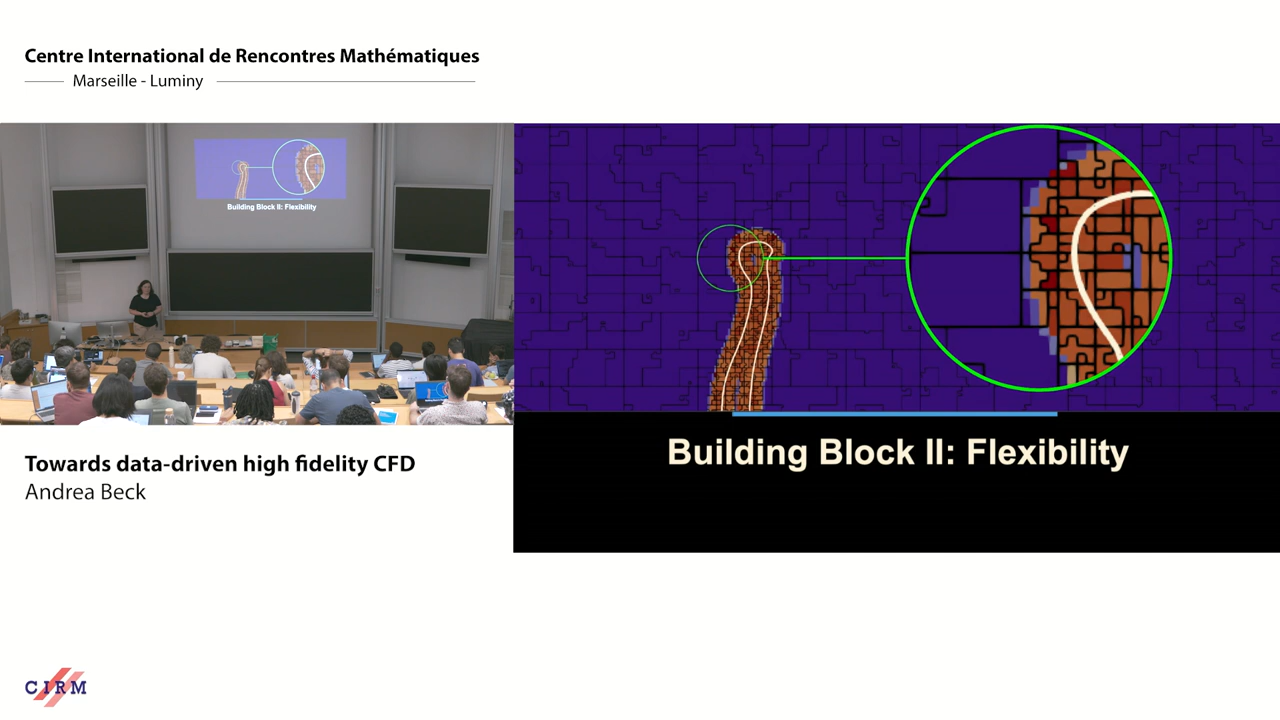 Centre International de Rencontres Mathématiques
Marseille - Luminy
Building Block II: Flexibility
Building Block II: Flexibility
Towards data-driven high fidelity CFD
Andrea Beck
CIRM